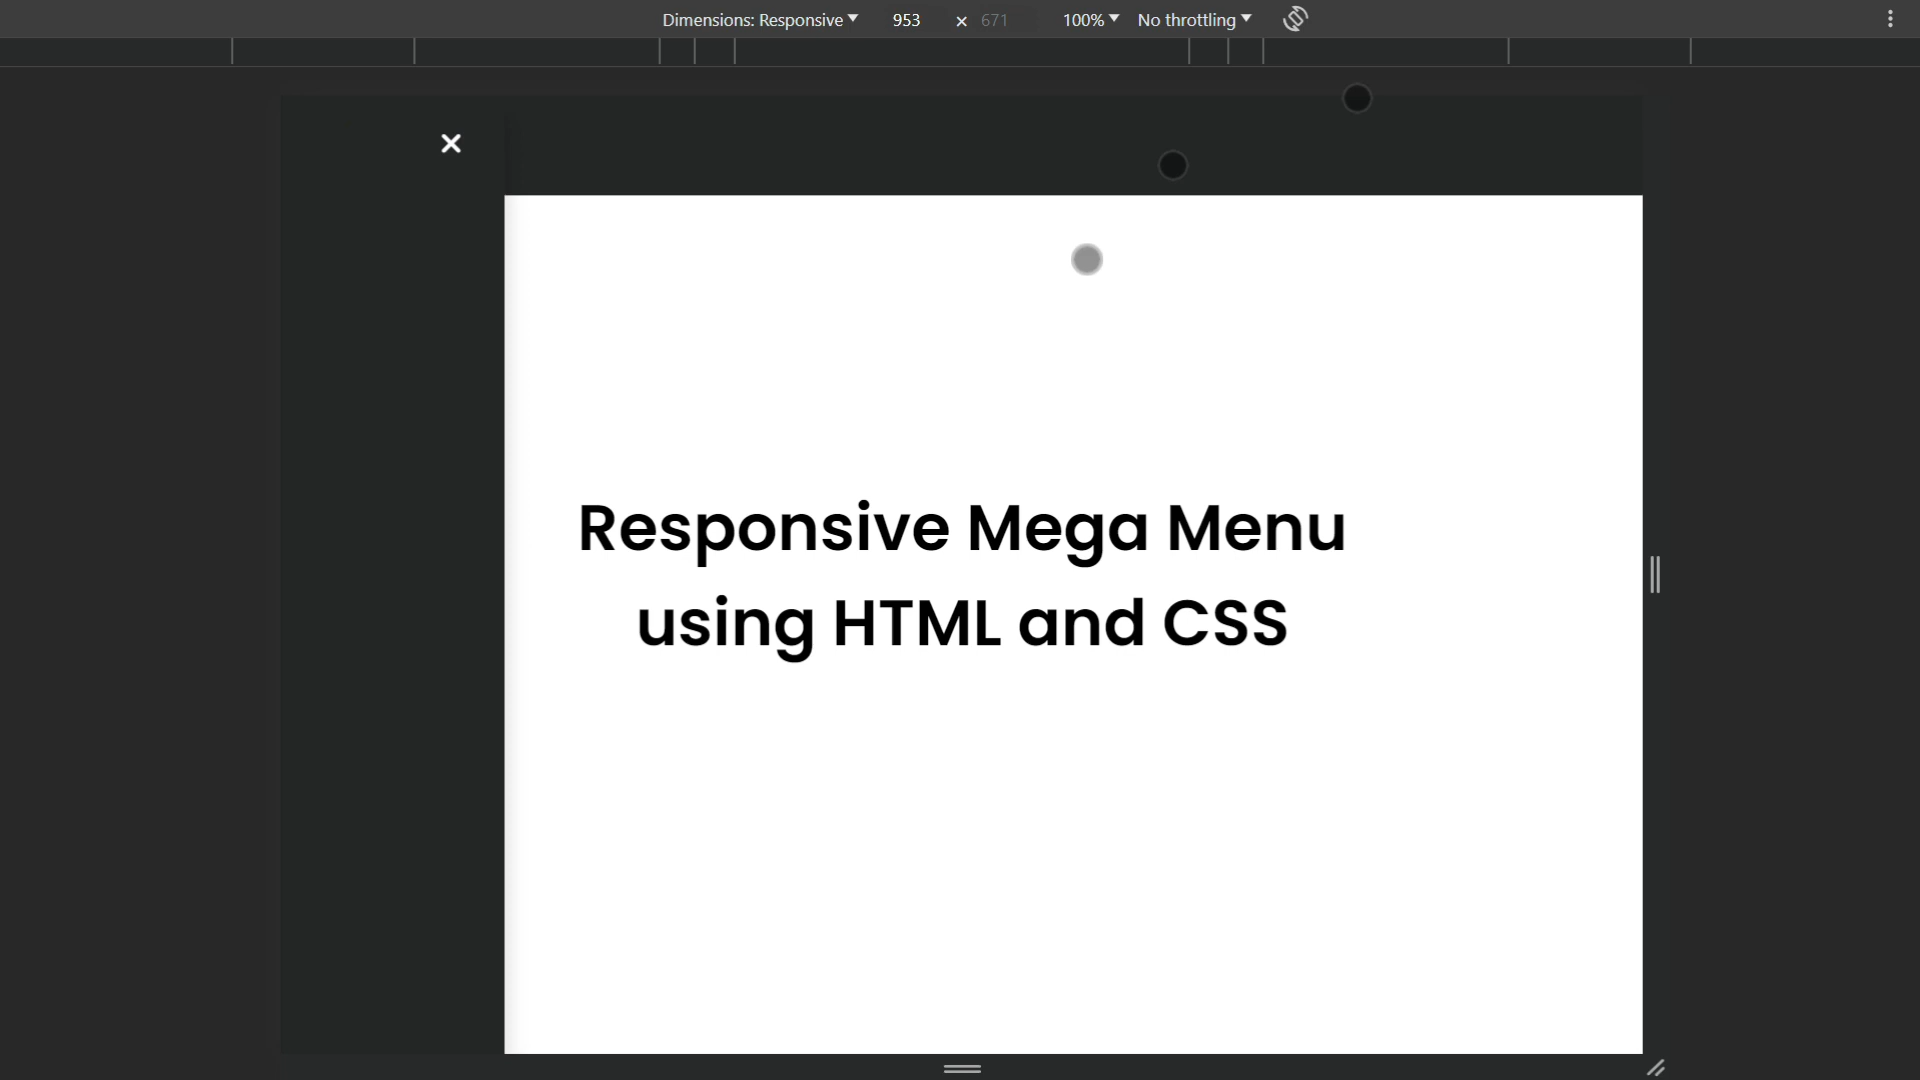 Dimensions: Responsive 953 × 671 100% No throttling
Responsive Mega Menu
using HTML and CSS